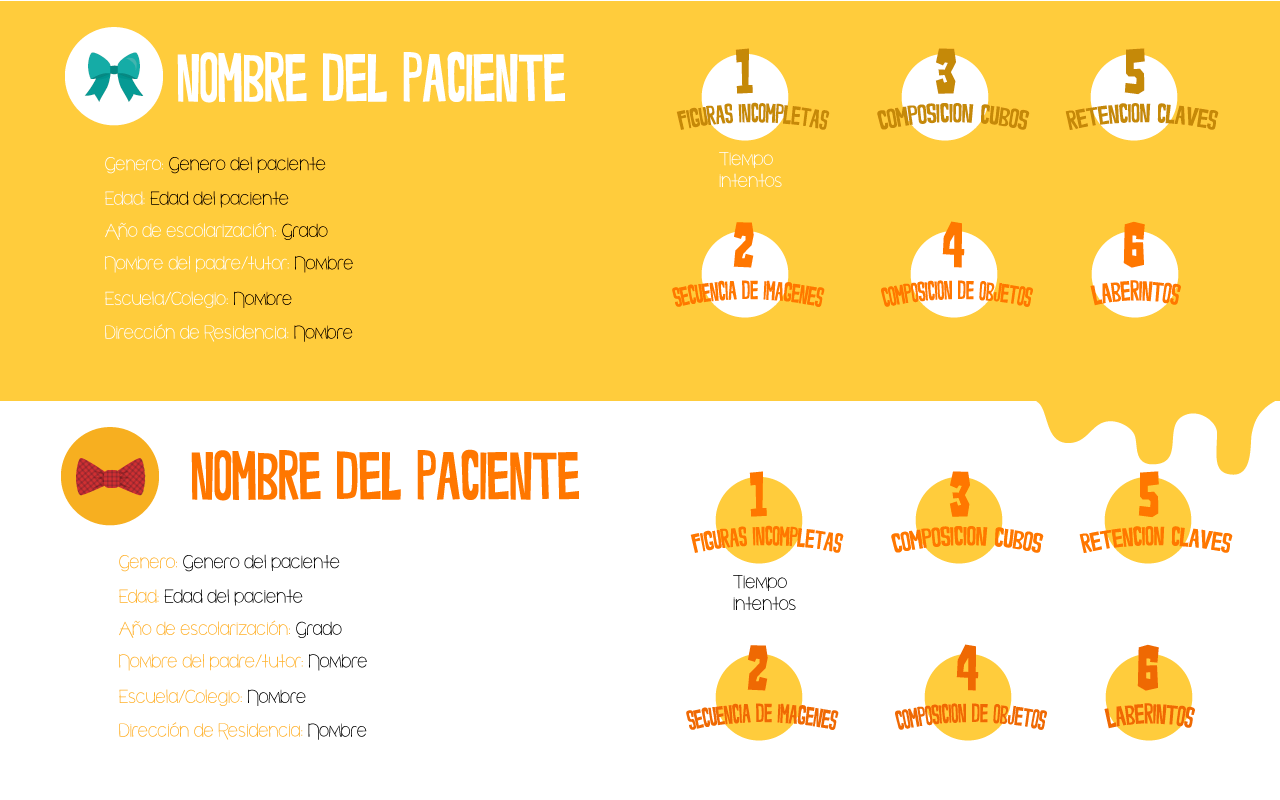 NOMBRE DEL PACIENTE
Genero: Genero del paciente
Edad: Edad del paciente
Año de escolarización: Grado
Nombre del padre/tutor: Nombre
Escuela/Colegio: Nombre
Dirección de Residencia: Nombre
1
FIGURAS INCOMPLETAS
Tiempo
Intentos
3
COMPOSICION CUBOS
5
RETENCION CLAVES
2
SECUENCIA DE IMAGENES
4
COMPOSICION DE OBJETOS
6
LABERINTOS
NOMBRE DEL PACIENTE
Genero: Genero del paciente
Edad: Edad del paciente
Año de escolarización: Grado
Nombre del padre/tutor: Nombre
Escuela/Colegio: Nombre
Dirección de Residencia: Nombre
1
FIGURAS INCOMPLETAS
Tiempo
Intentos
3
COMPOSICION CUBOS
5
RETENCION CLAVES
2
SECUENCIA DE IMAGENES
4
COMPOSICION DE OBJETOS
6
LABERINTOS